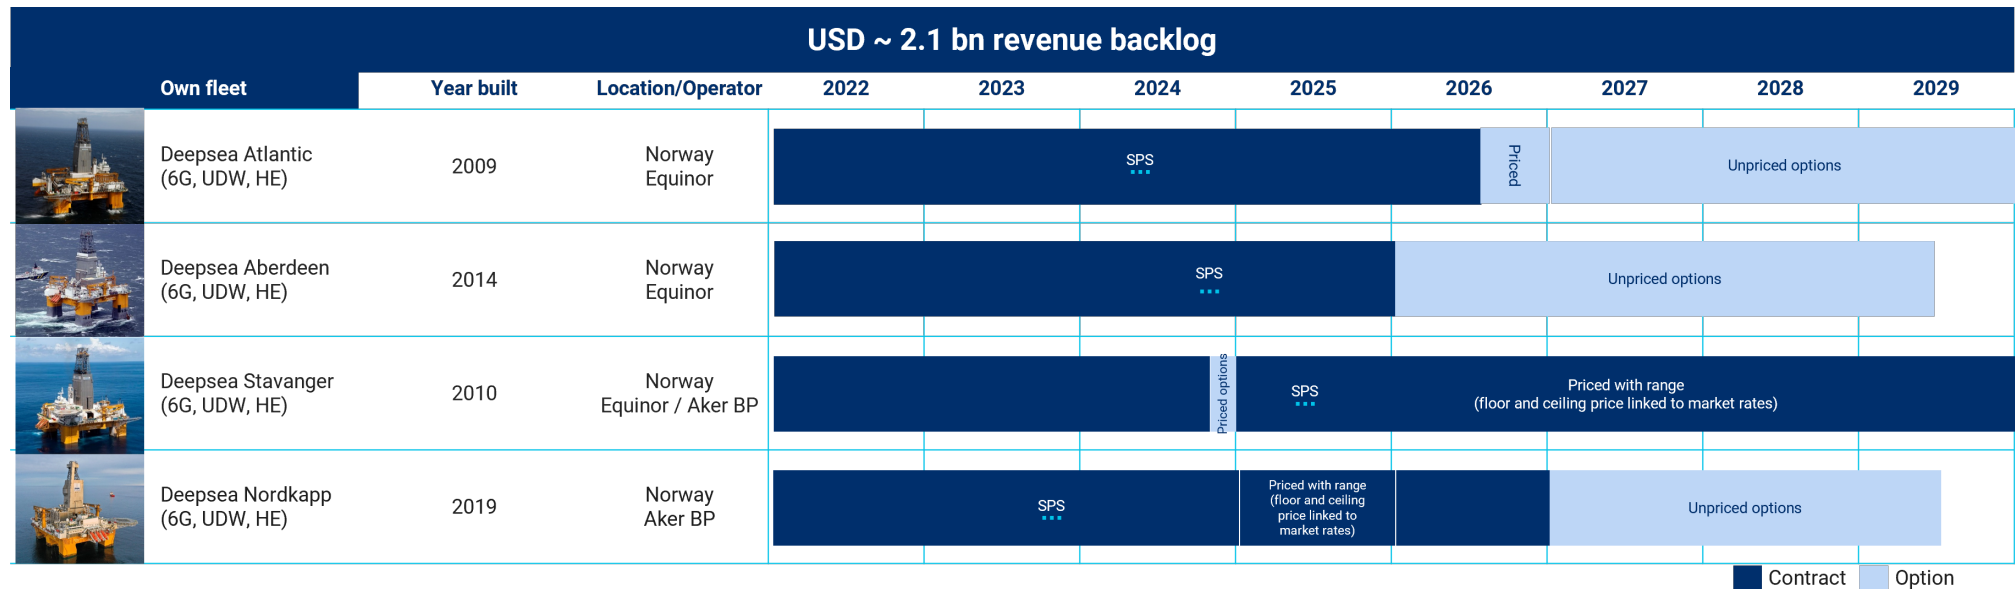 USD ~ 2.1 bn revenue backlog
Own fleet Year built Location/Operator 2022 2023 2024 2025 2026 2027 2028 2029
Deepsea Atlantic
(6G, UDW, HE)
2009
Norway
Equinor
SPS
Priced
Unpriced options
Deepsea Aberdeen
(6G, UDW, HE)
2014
Norway
Equinor
SPS
Unpriced options
Deepsea Stavanger
(6G, UDW, HE)
2010
Norway
Equinor / Aker BP
Priced options
SPS
Priced with range
(floor and ceiling price linked to market rates)
Deepsea Nordkapp
(6G, UDW, HE)
2019
Norway
Aker BP
SPS
Priced with range
(floor and ceiling
price linked to
market rates)
Unpriced options
Contract Option